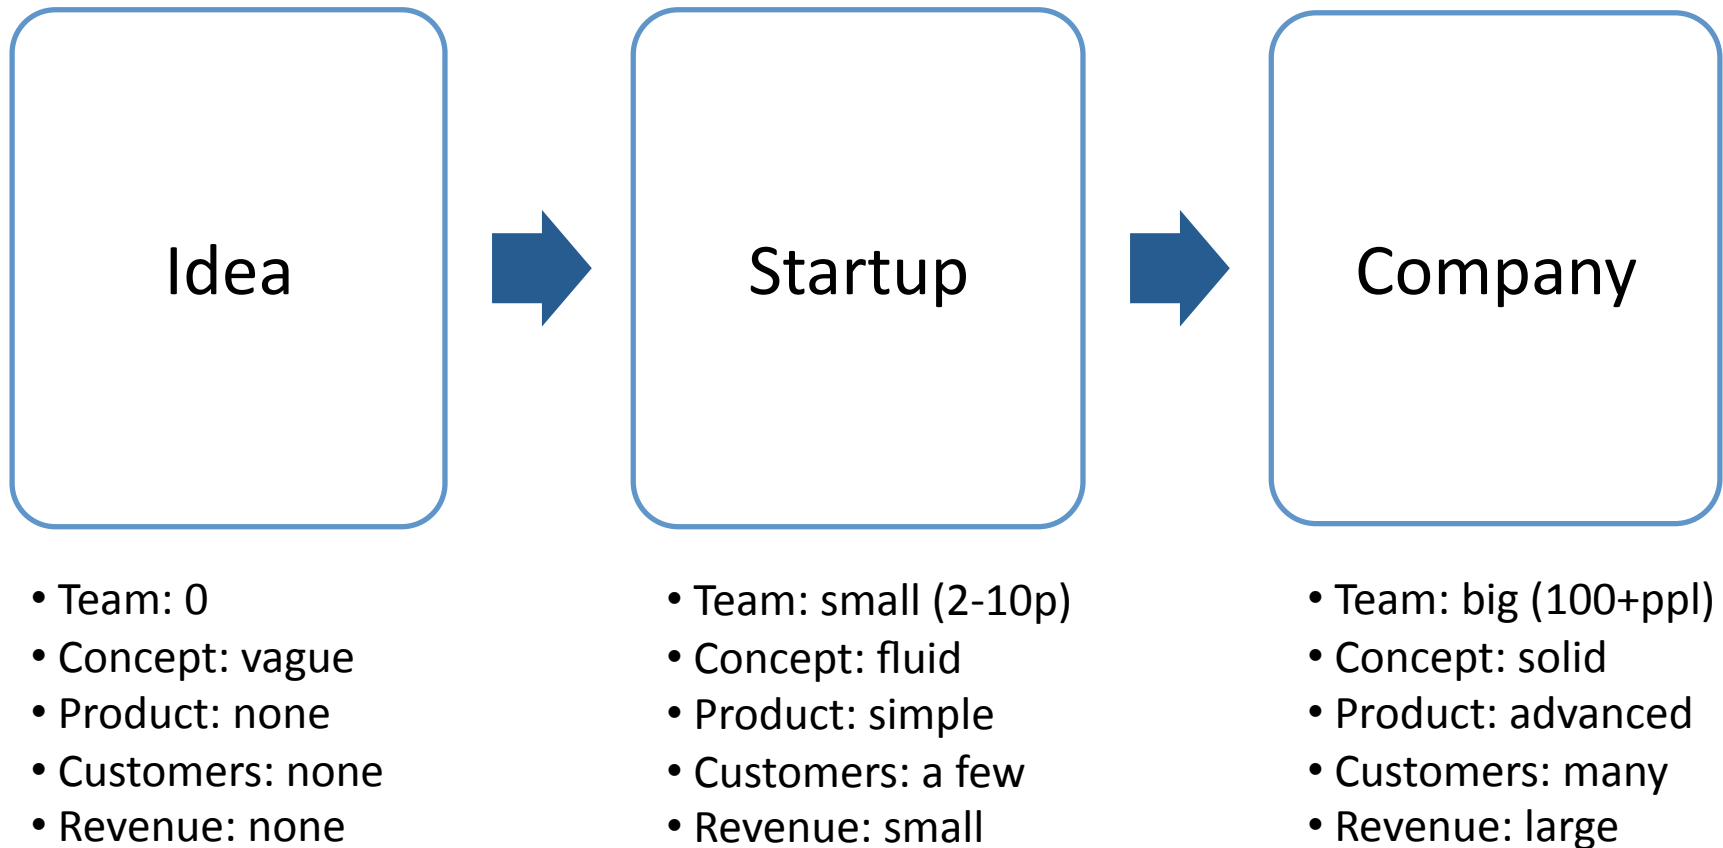 Idea
Startup
Company
• Team: 0
• Concept: vague
• Product: none
• Customers: none
• Revenue: none
• Team: small (2-10p)
• Concept: fluid
• Product: simple
• Customers: a few
• Revenue: small
• Team: big (100+ppl)
• Concept: solid
• Product: advanced
• Customers: many
• Revenue: large